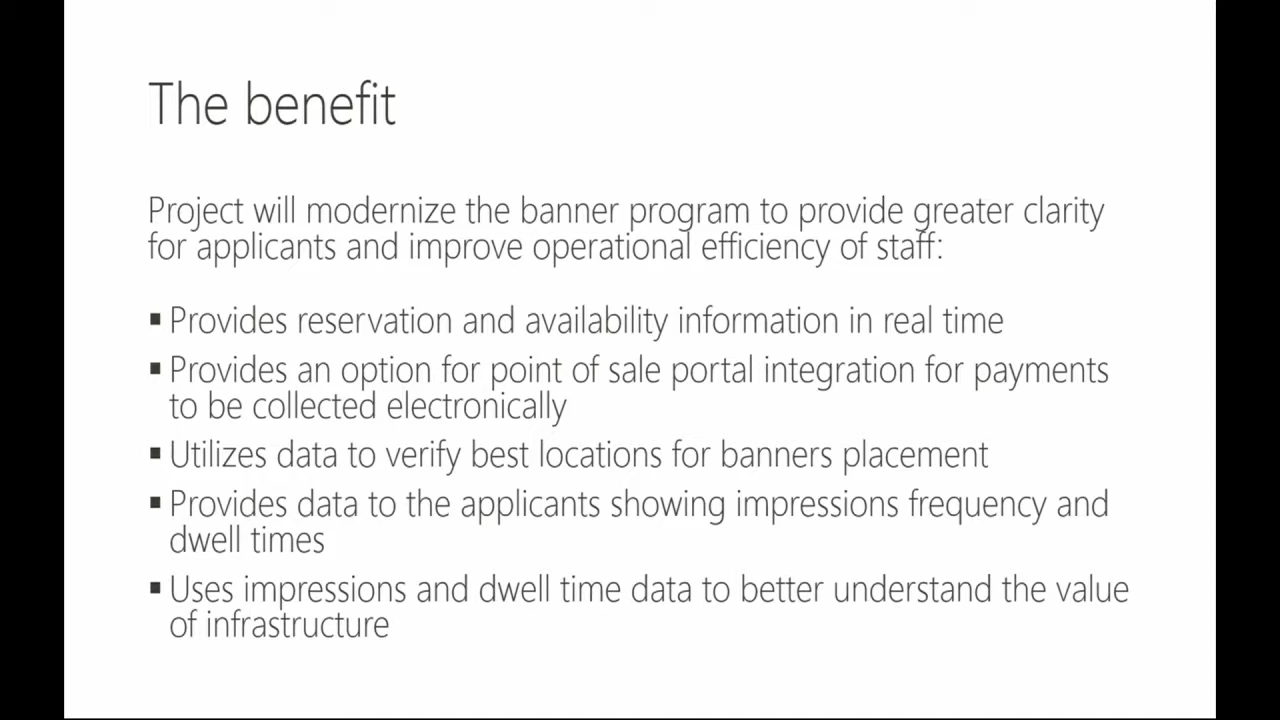 The benefit
Project will modernize the banner program to provide greater clarity
for applicants and improve operational efficiency of staff:
▪ Provides reservation and availability information in real time
▪ Provides an option for point of sale portal integration for payments
to be collected electronically
▪ Utilizes data to verify best locations for banners placement
▪ Provides data to the applicants showing impressions frequency and
dwell times
▪ Uses impressions and dwell time data to better understand the value
of infrastructure